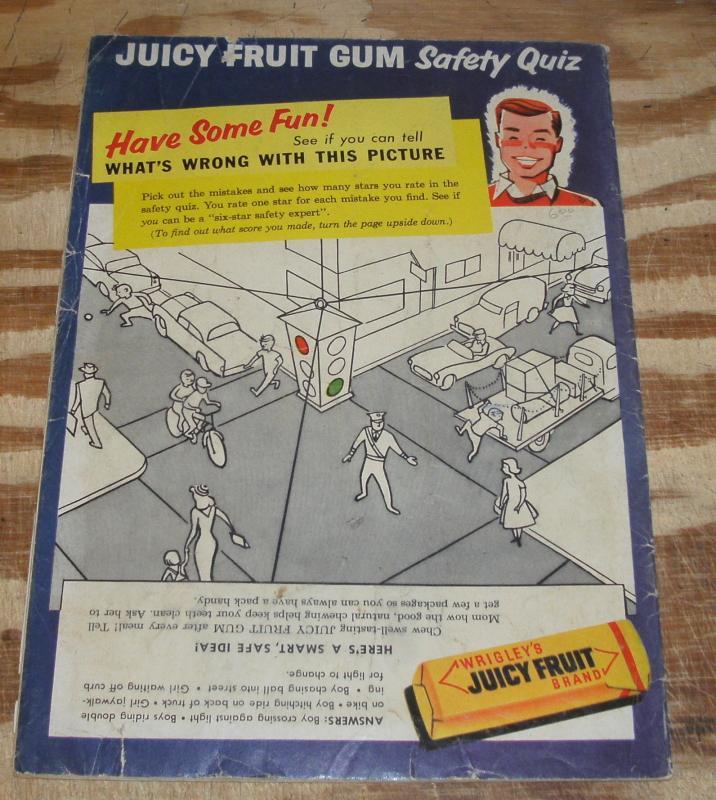 JUICY FRUIT GUM Safety Quiz
Have Some Fun!
See if you can tell
WHAT'S WRONG WITH THIS PICTURE
Pick out the mistakes and see how many stars you rate in the
safety quiz. You rate one star for each mistake you find. See if
you can be a "six-star safety expert".
(To find out what score you made, turn the page upside down.)
600
ANSWERS: Boy crossing against light • Boys riding double
on bike • Boy hitching ride on back of truck • Girl jaywalk-
ing • Boy chasing ball into street • Girl waiting off curb
for light to change.
HERE'S A SMART, SAFE IDEA!
Chew swell-tasting JUICY FRUIT GUM after every meal! Tell
Mom how the good, natural chewing helps keep your teeth clean. Ask her to
get a few packages so you can always have a pack handy.
WRIGLEY'S
JUICY FRUIT
BRAND